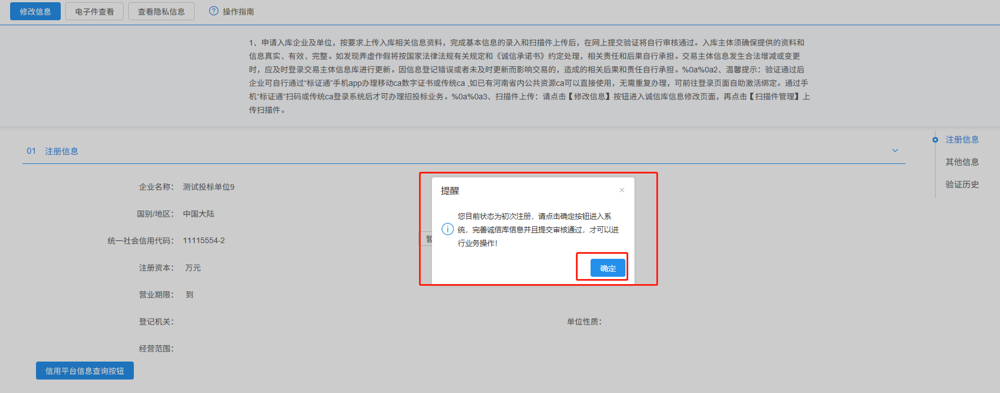 修改信息
电子件查看
查看隐私信息
操作指南
1、申请入库企业及单位，按要求上传入库相关信息资料，完成基本信息的录入和扫描件上传后，在网上提交验证将自行审核通过。入库主体须确保提供的资料和
信息真实、有效、完整。如发现弄虚作假将按国家法律法规有关规定和《诚信承诺书》约定处理，相关责任和后果自行承担。交易主体信息发生合法增减或变更
时，应及时登录交易主体信息库进行更新。因信息登记错误或者未及时更新而影响交易的，造成的相关后果和责任自行承担。%0a%0a2、温馨提示：验证通过后
企业可自行通过“标证通”手机app办理移动ca数字证书或传统ca ,如已有河南省内公共资源ca可以直接使用，无需重复办理，可前往登录页面自助激活绑定。通过手
机“标证通”扫码或传统ca登录系统后才可办理招投标业务。%0a%0a3、扫描件上传：请点击【修改信息】按钮进入诚信库信息修改页面，再点击【扫描件管理】上
传扫描件。
01 注册信息
注册信息
其他信息
验证历史
企业名称： 测试投标单位9
国别/地区： 中国大陆
统一社会信用代码： 11115554-2
暂
注册资本： 万元
营业期限： 到
登记机关：
单位性质：
经营范围：
信用平台信息查询按钮
提醒
您目前状态为初次注册，请点击确定按钮进入系
统，完善诚信库信息并且提交审核通过，才可以进
行业务操作！
确定